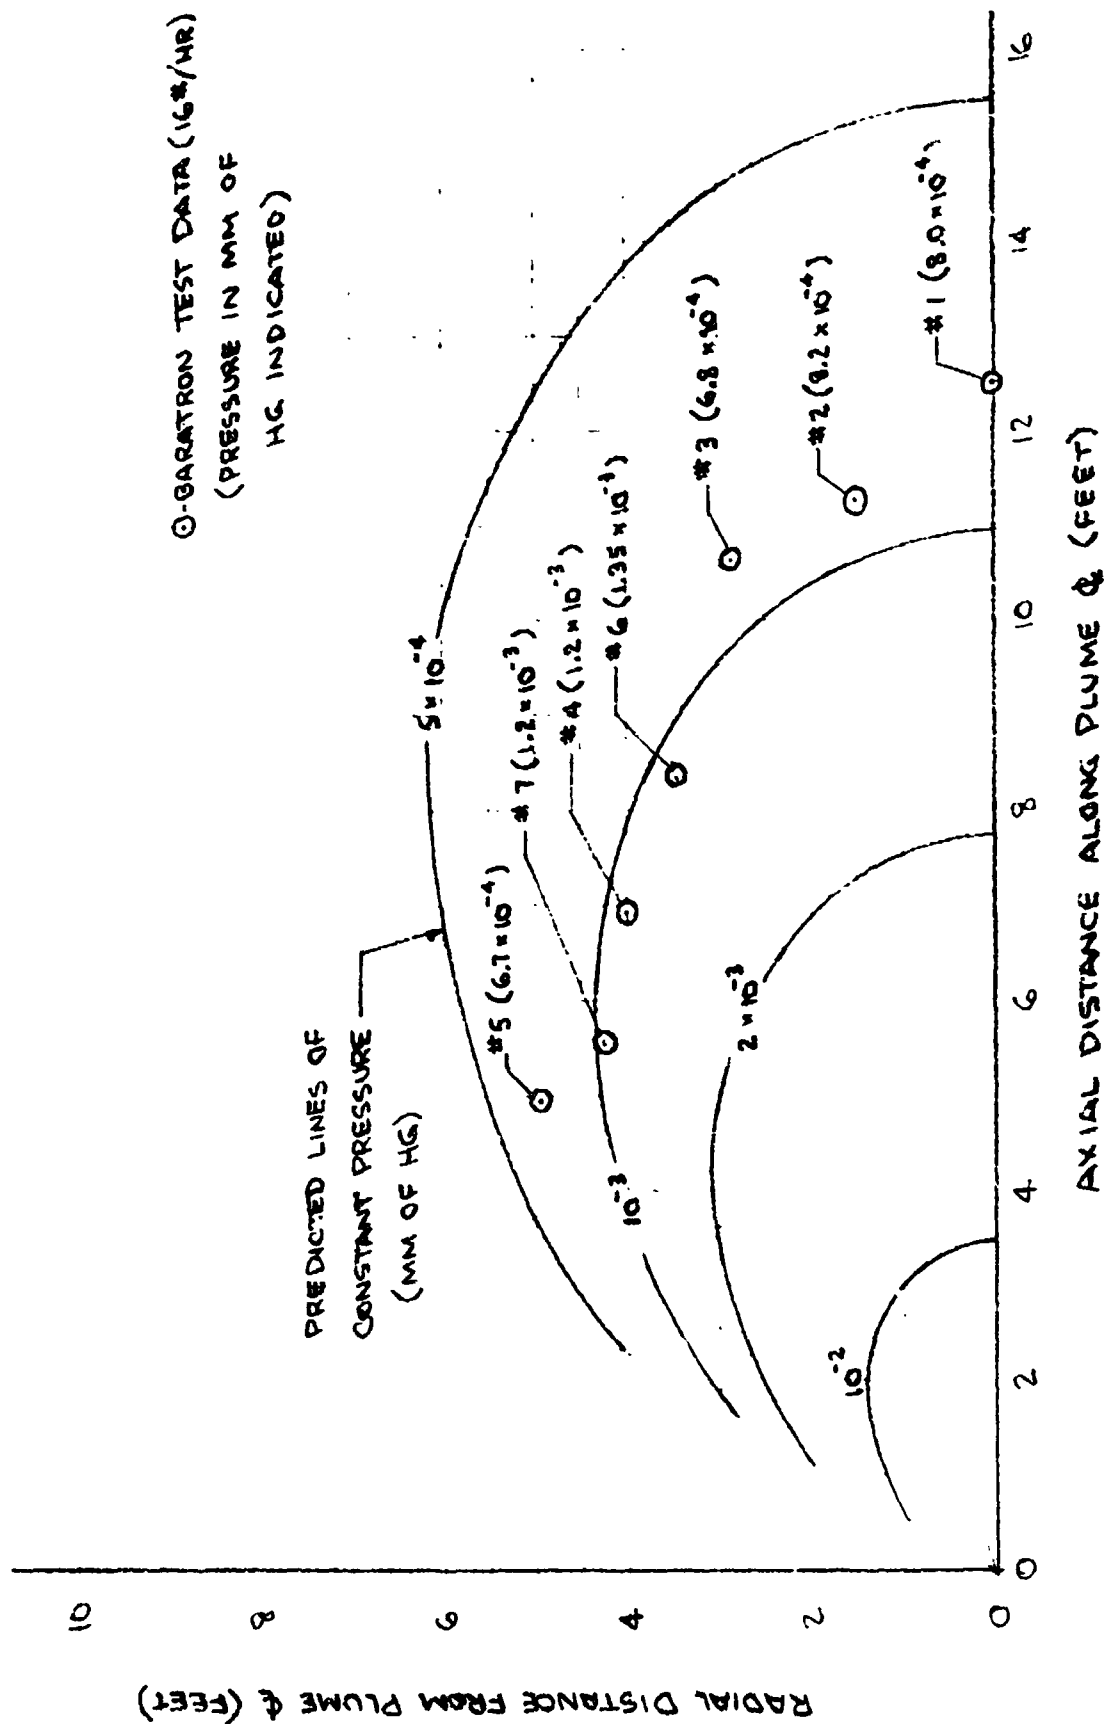 ⊙-BARATRON TEST DATA (16#/HR)
(PRESSURE IN MM OF
HG INDICATED)
PREDICTED LINES OF
CONSTANT PRESSURE
(MM OF HG)
5 × 10⁻⁴
10⁻³
2 × 10⁻³
10⁻²
#5 (6.7 × 10⁻⁴)
#7 (1.2 × 10⁻³)
#4 (1.2 × 10⁻³)
#6 (1.35 × 10⁻³)
#3 (6.8 × 10⁻⁴)
#2 (8.2 × 10⁻⁴)
#1 (8.0 × 10⁻⁴)
10
8
6
4
2
0
RADIAL DISTANCE FROM PLUME ℄ (FEET)
0 2 4 6 8 10 12 14 16
AXIAL DISTANCE ALONG PLUME ℄ (FEET)